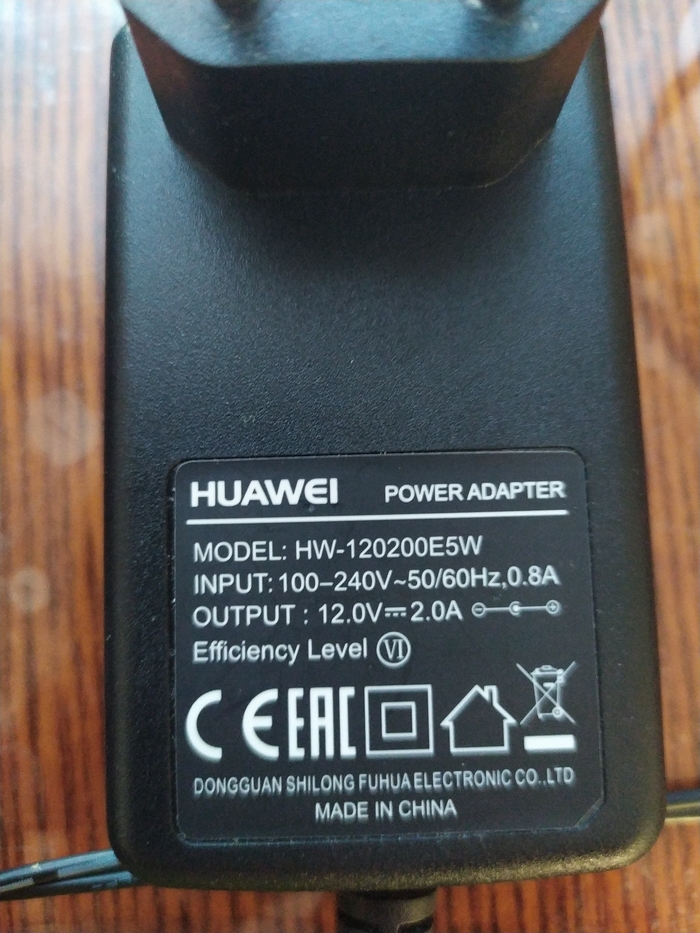 HUAWEI POWER ADAPTER
MODEL: HW-120200E5W
INPUT: 100–240V~50/60Hz,0.8A
OUTPUT : 12.0V⎓2.0A
Efficiency Level VI
CE EAC
DONGGUAN SHILONG FUHUA ELECTRONIC CO.,LTD
MADE IN CHINA